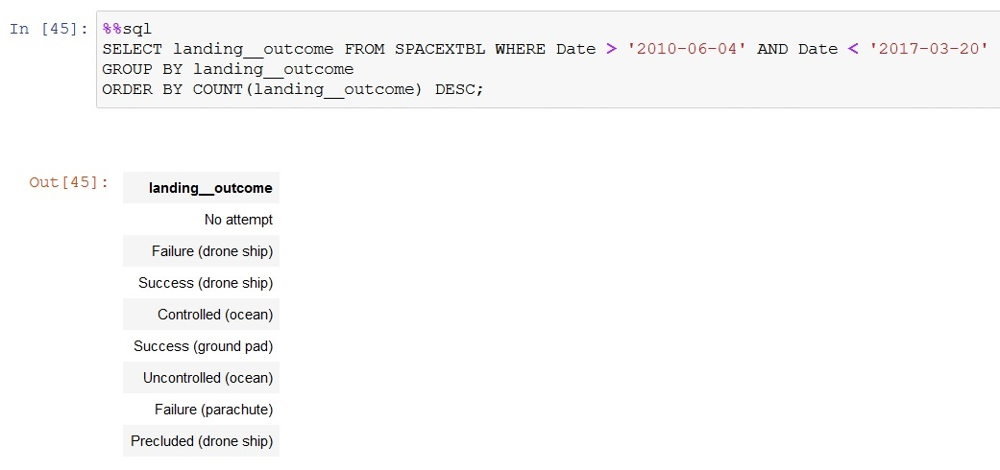 In [45]: %%sql
SELECT landing__outcome FROM SPACEXTBL WHERE Date > '2010-06-04' AND Date < '2017-03-20'
GROUP BY landing__outcome
ORDER BY COUNT(landing__outcome) DESC;
Out[45]: landing__outcome
No attempt
Failure (drone ship)
Success (drone ship)
Controlled (ocean)
Success (ground pad)
Uncontrolled (ocean)
Failure (parachute)
Precluded (drone ship)